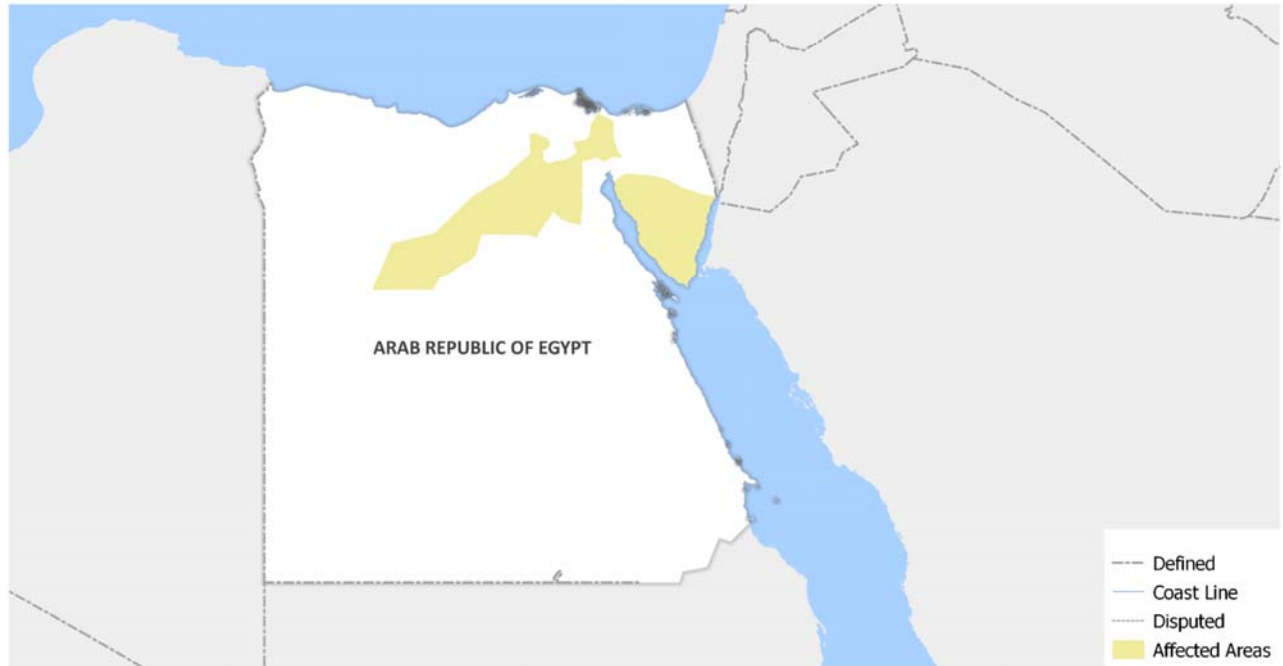 ARAB REPUBLIC OF EGYPT
Defined
Coast Line
Disputed
Affected Areas